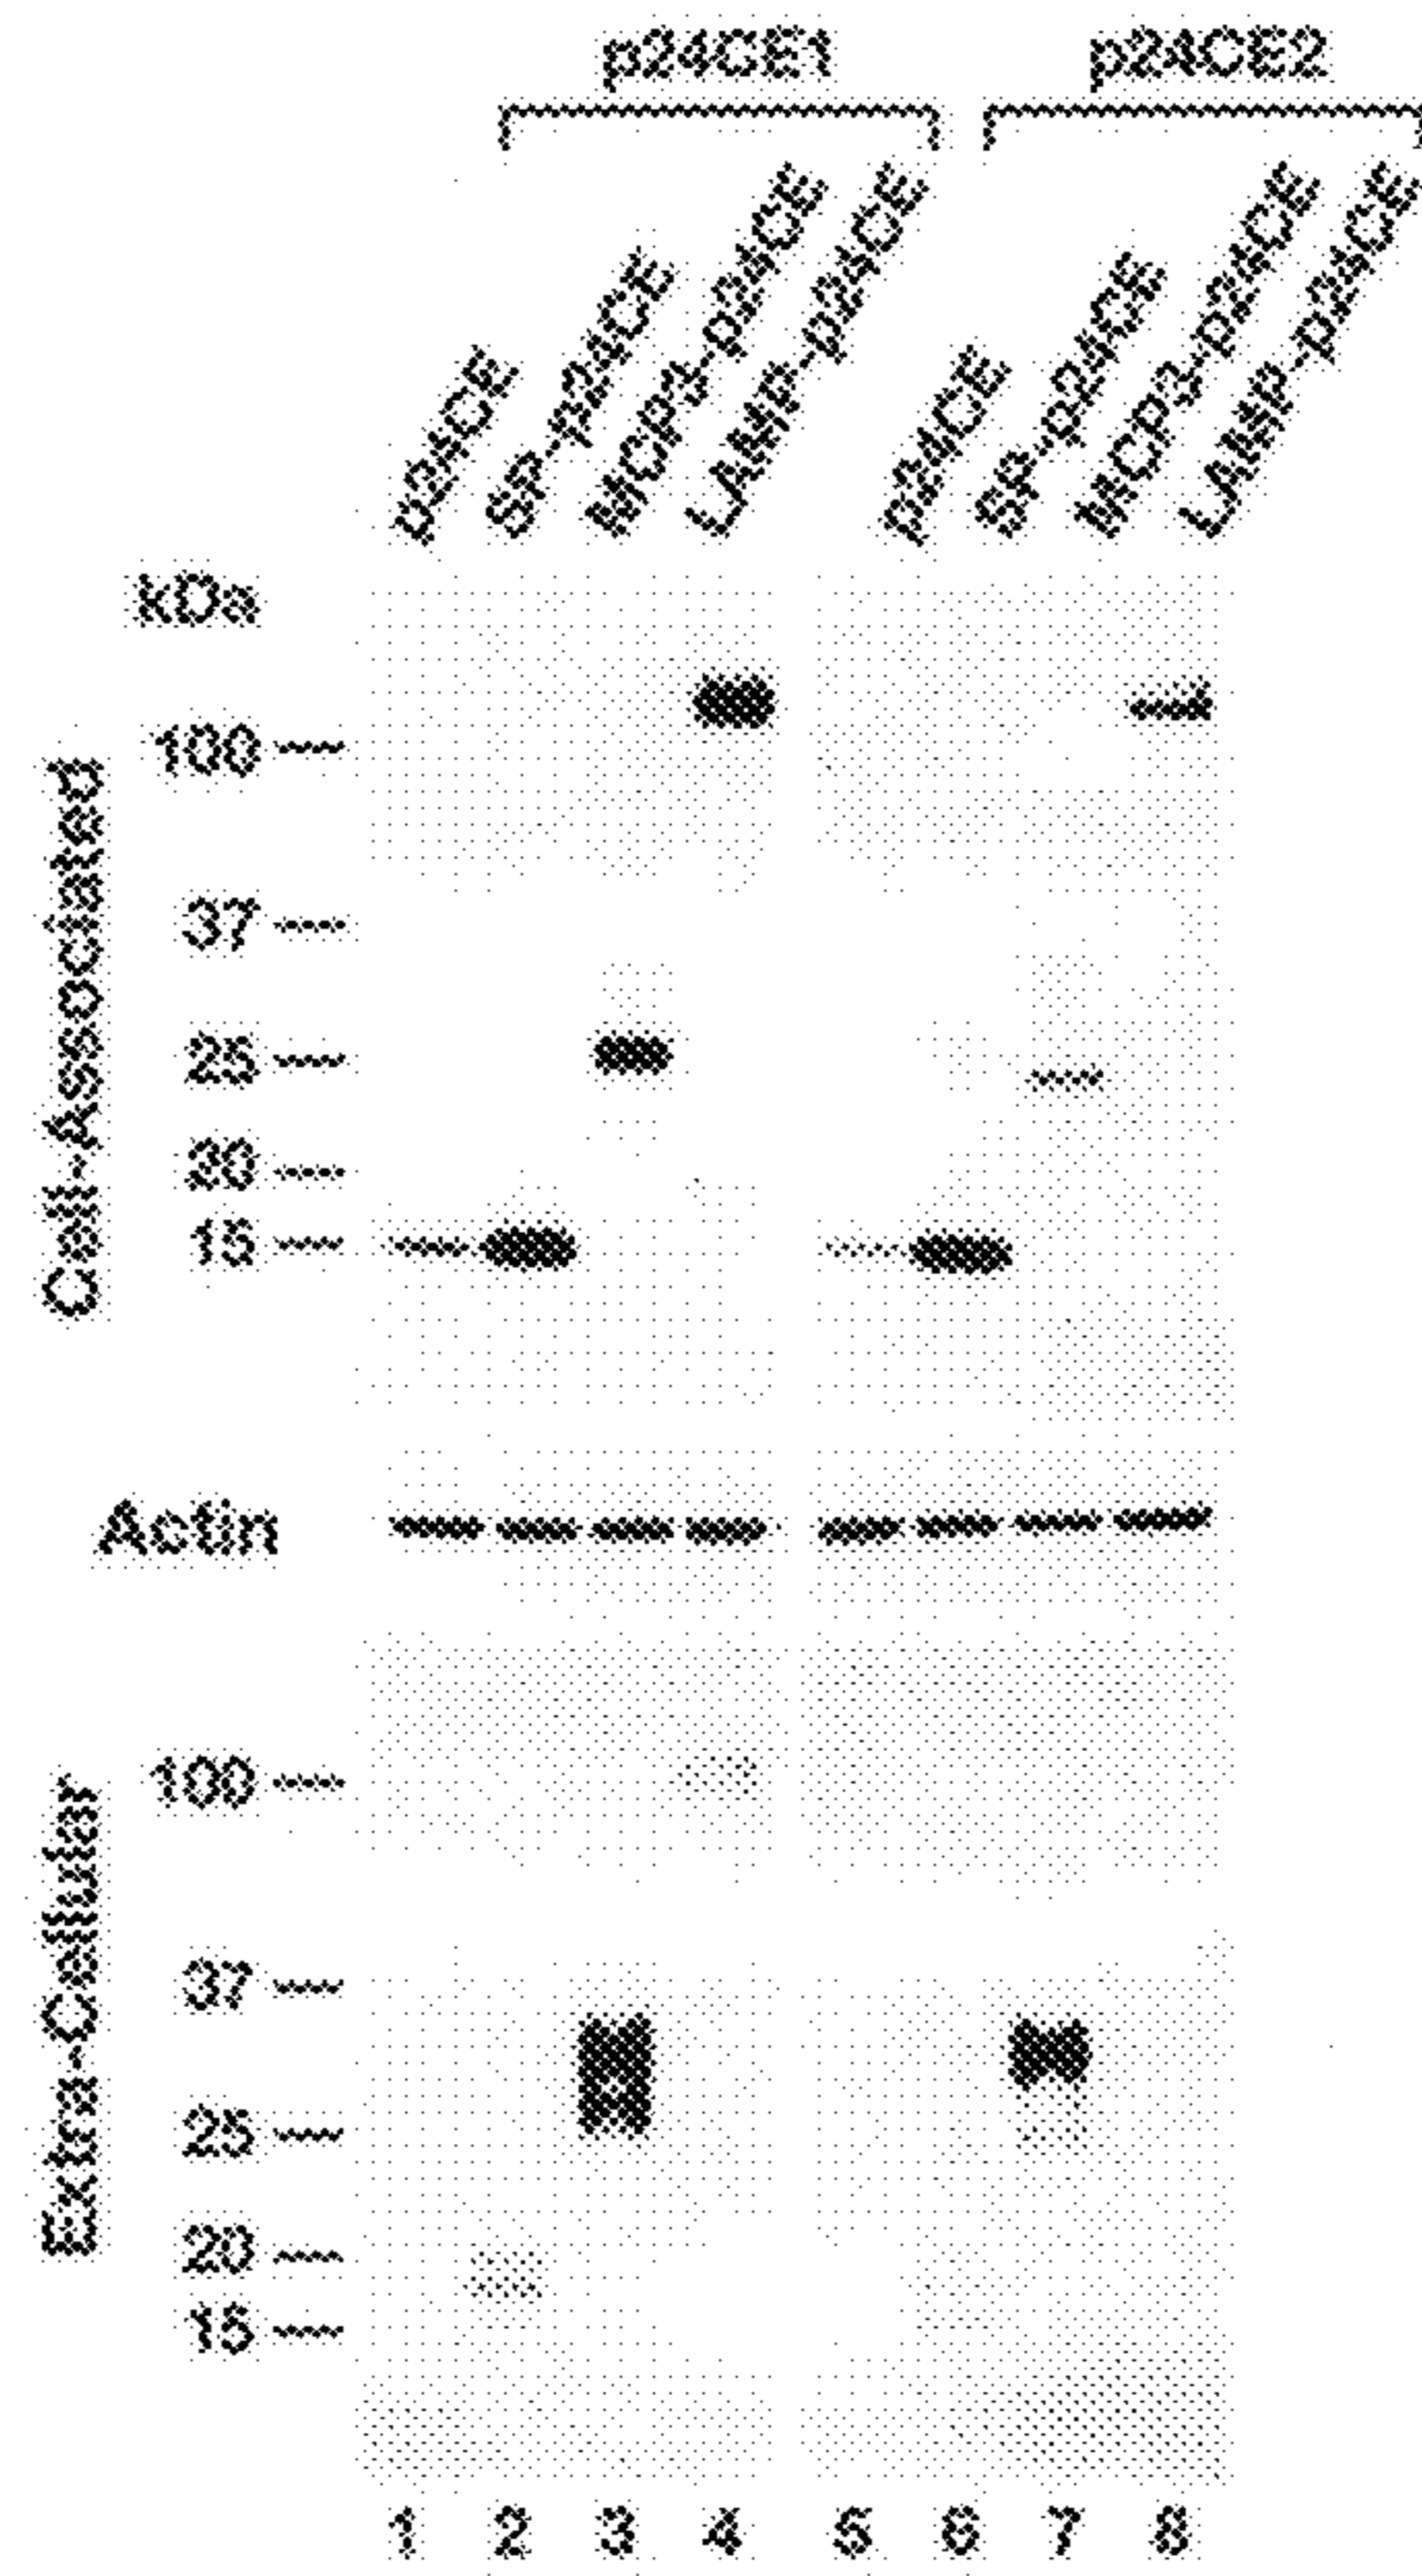 p24CE1 p24CE2
p24CE SP-p24CE MCP3-p24CE LAMP-p24CE p24CE SP-p24CE MCP3-p24CE LAMP-p24CE
kDa
Cell-Associated
100
37
25
20
15
Actin
Extra-Cellular
100
37
25
20
15
1 2 3 4 5 6 7 8